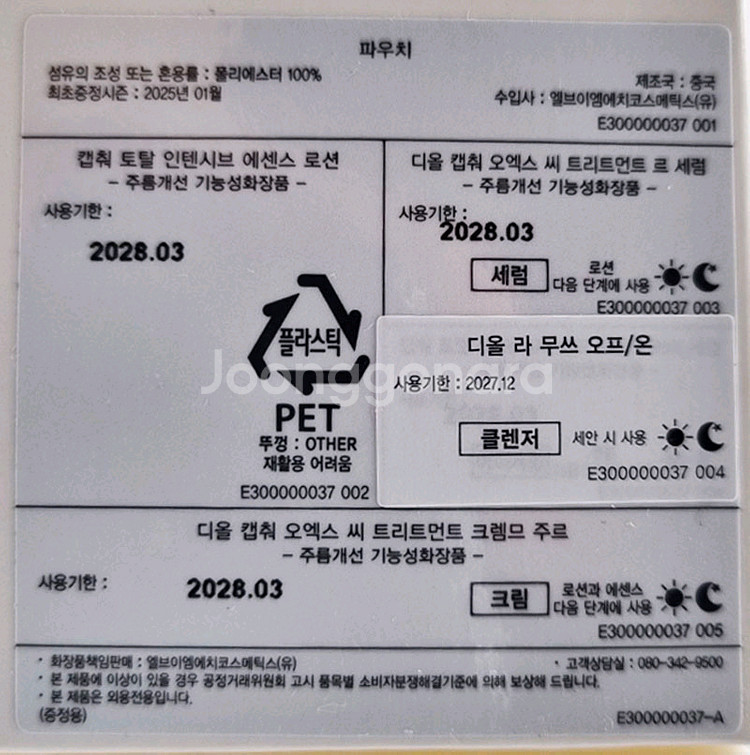 파우치
섬유의 조성 또는 혼용률 : 폴리에스터 100%
최초증정시즌 : 2025년 01월
제조국 : 중국
수입사 : 엘브이엠에치코스메틱스(유)
E300000037 001
캡춰 토탈 인텐시브 에센스 로션
- 주름개선 기능성화장품 -
사용기한 :
2028.03
플라스틱
PET
뚜껑 : OTHER
재활용 어려움
E300000037 002
디올 캡춰 오엑스 씨 트리트먼트 르 세럼
- 주름개선 기능성화장품 -
사용기한 :
2028.03
세럼
로션
다음 단계에 사용
E300000037 003
디올 라 무쓰 오프/온
사용기한 : 2027.12
클렌저
세안 시 사용
E300000037 004
Joonggonara
디올 캡춰 오엑스 씨 트리트먼트 크렘므 주르
- 주름개선 기능성화장품 -
사용기한 :
2028.03
크림
로션과 에센스
다음 단계에 사용
E300000037 005
· 화장품책임판매 : 엘브이엠에치코스메틱스(유)
· 고객상담실 : 080-342-9500
· 본 제품에 이상이 있을 경우 공정거래위원회 고시 품목별 소비자분쟁해결기준에 의해 보상해 드립니다.
· 본 제품은 외용전용입니다.
(증정용)
E300000037-A